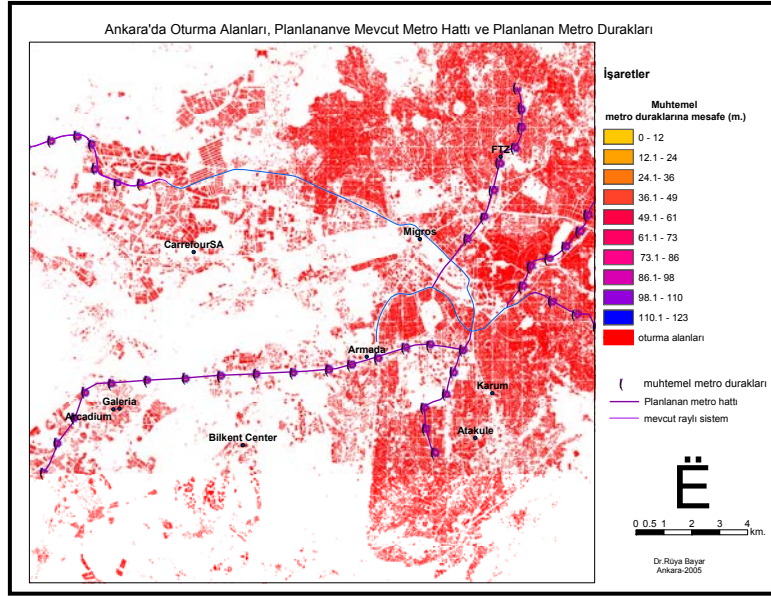 Ankara'da Oturma Alanları, Planlananve Mevcut Metro Hattı ve Planlanan Metro Durakları
FTZ
Migros
CarrefourSA
Armada
Karum
Galeria
Arcadium
Atakule
Bilkent Center
İşaretler
Muhtemel
metro duraklarına mesafe (m.)
0 - 12
12.1 - 24
24.1- 36
36.1 - 49
49.1 - 61
61.1 - 73
73.1 - 86
86.1- 98
98.1 - 110
110.1 - 123
oturma alanları
muhtemel metro durakları
Planlanan metro hattı
mevcut raylı sistem
Ë
0 0.5 1 2 3 4
km.
Dr.Rüya Bayar
Ankara-2005